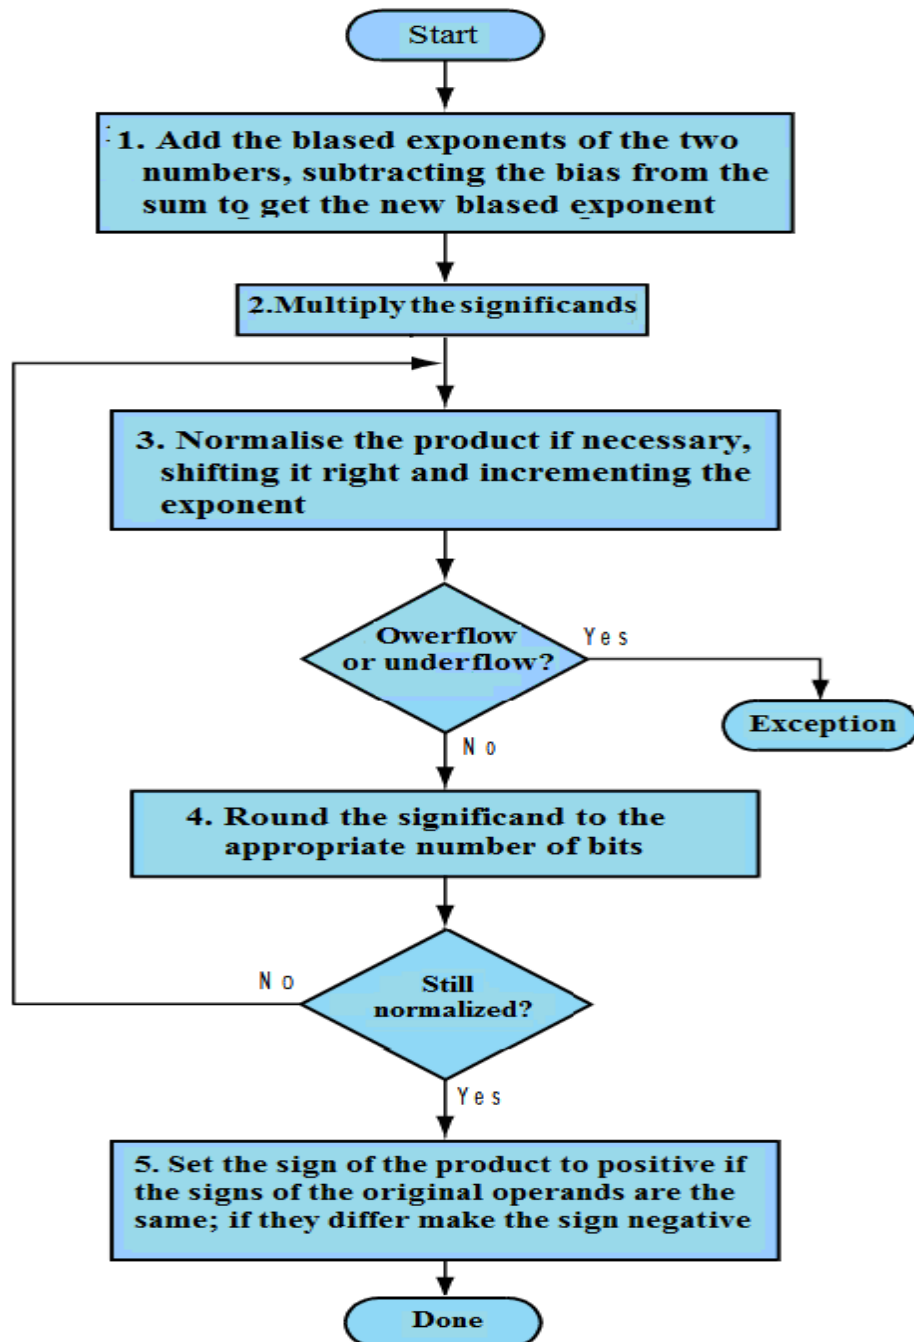 Start
1. Add the blased exponents of the two
numbers, subtracting the bias from the
sum to get the new blased exponent
2.Multiply the significands
3. Normalise the product if necessary,
shifting it right and incrementing the
exponent
Owerflow
or underflow?
Yes
Exception
No
4. Round the significand to the
appropriate number of bits
No
Still
normalized?
Yes
5. Set the sign of the product to positive if
the signs of the original operands are the
same; if they differ make the sign negative
Done